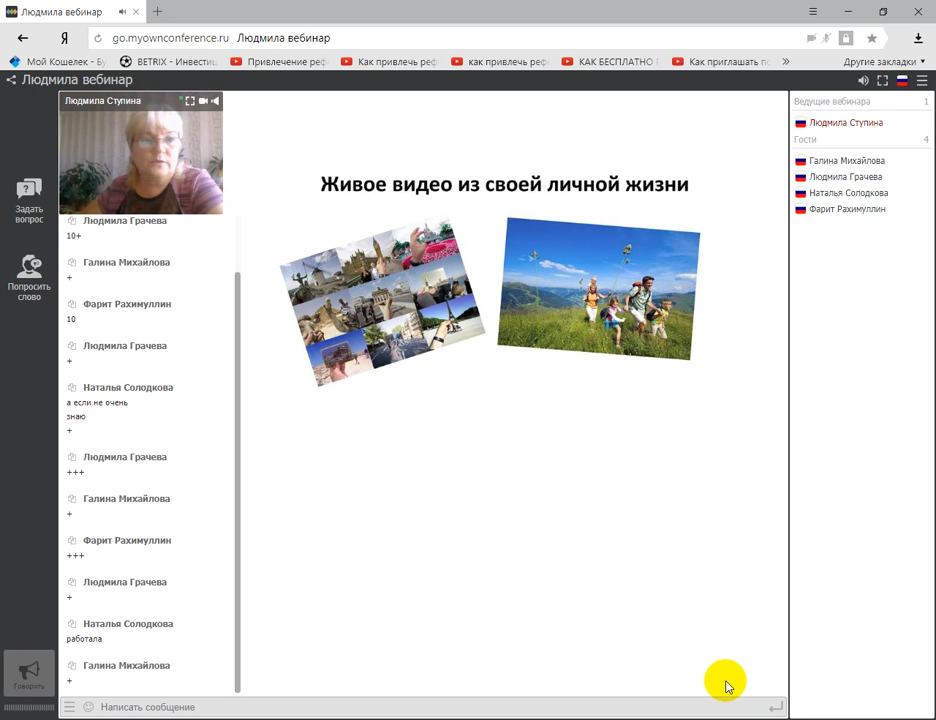 Людмила вебинар
Я
go.myownconference.ru Людмила вебинар
Мой Кошелек - Бу
BETRIX - Инвестиц
Привлечение реф
Как привлечь реф
как привлечь реф
КАК БЕСПЛАТНО
Как приглашать по
»
Другие закладки
Людмила вебинар
Людмила Ступина
Задать
вопрос
Попросить
слово
Говорить
Людмила Грачева
10+
Галина Михайлова
+
Фарит Рахимуллин
10
Людмила Грачева
+
Наталья Солодкова
а если не очень
знаю
+
Людмила Грачева
+++
Галина Михайлова
+
Фарит Рахимуллин
+++
Людмила Грачева
+
Наталья Солодкова
работала
Галина Михайлова
+
Написать сообщение
Живое видео из своей личной жизни
Ведущие вебинара 1
Людмила Ступина
Гости 4
Галина Михайлова
Людмила Грачева
Наталья Солодкова
Фарит Рахимуллин